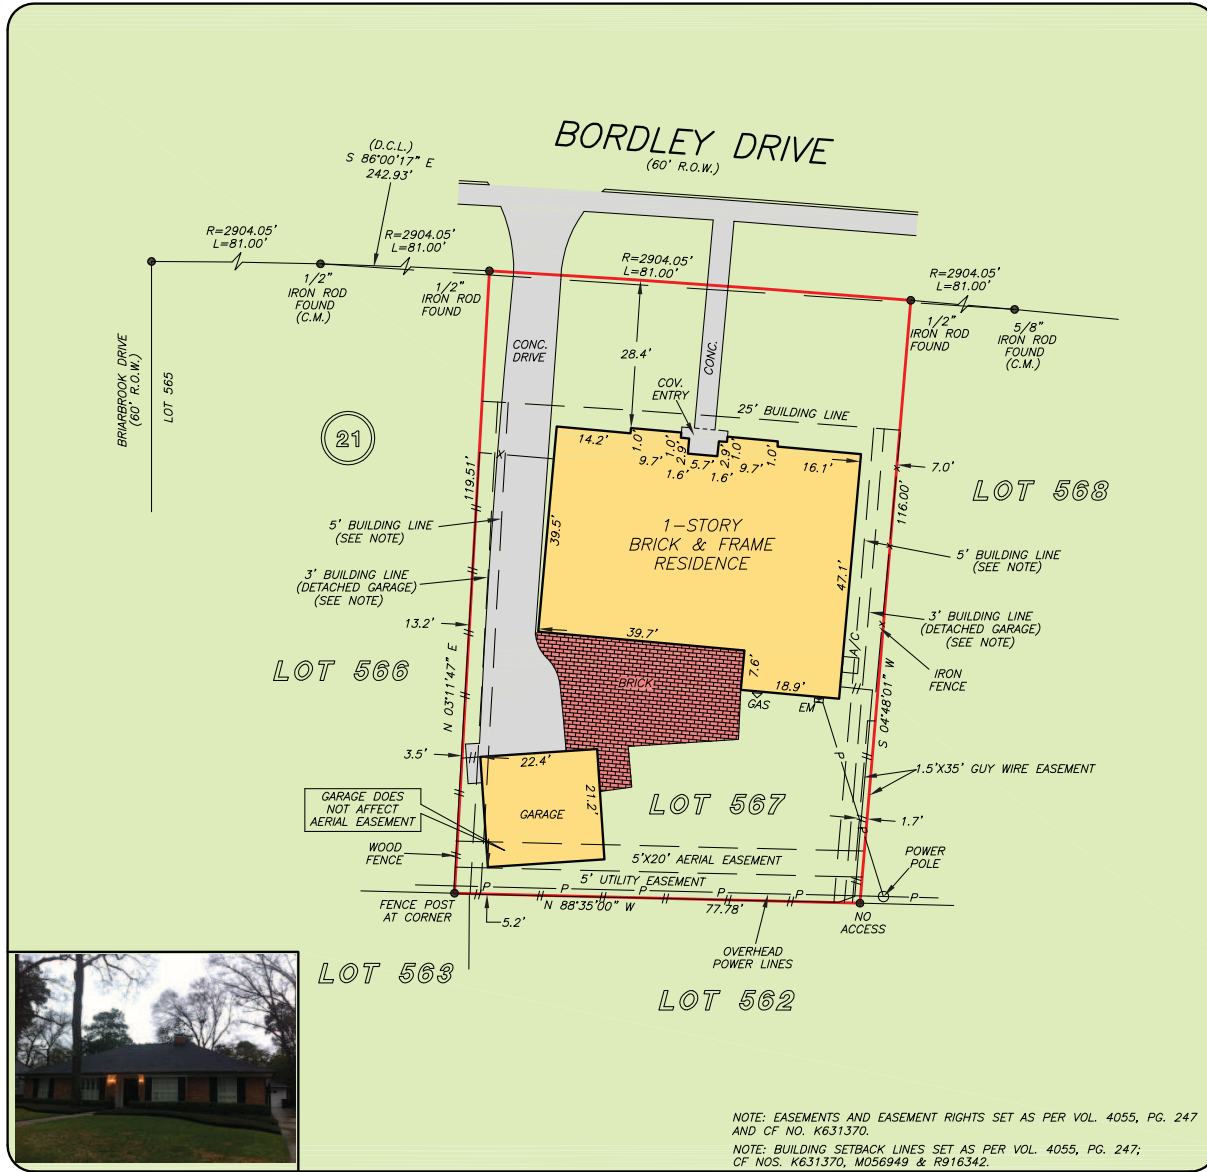 BORDLEY DRIVE
(60' R.O.W.)
(D.C.L.)
S 86°00'17" E
242.93'
R=2904.05'
L=81.00'
R=2904.05'
L=81.00'
R=2904.05'
L=81.00'
R=2904.05'
L=81.00'
1/2"
IRON ROD
FOUND
(C.M.)
1/2"
IRON ROD
FOUND
1/2"
IRON ROD
FOUND
5/8"
IRON ROD
FOUND
(C.M.)
BRIARBROOK DRIVE
(60' R.O.W.)
LOT 565
21
CONC.
DRIVE
28.4'
CONC.
COV.
ENTRY
25' BUILDING LINE
14.2'
1.0'
9.7'
1.0'
2.9'
1.6'
5.7'
1.6'
2.9'
1.0'
9.7'
1.0'
16.1'
7.0'
LOT 568
119.51'
116.00'
X
X
X
X
5' BUILDING LINE
(SEE NOTE)
39.5'
1-STORY
BRICK & FRAME
RESIDENCE
47.1'
5' BUILDING LINE
(SEE NOTE)
3' BUILDING LINE
(DETACHED GARAGE)
(SEE NOTE)
3' BUILDING LINE
(DETACHED GARAGE)
(SEE NOTE)
13.2'
39.7'
A/C
IRON
FENCE
LOT 566
N 03°11'47" E
BRICK
7.6'
18.9'
GAS
EM
S 04°48'01" W
3.5'
22.4'
P
1.5'X35' GUY WIRE EASEMENT
GARAGE DOES
NOT AFFECT
AERIAL EASEMENT
GARAGE
21.2'
LOT 567
1.7'
P
WOOD
FENCE
5'X20' AERIAL EASEMENT
POWER
POLE
5' UTILITY EASEMENT
P P P P P P P
FENCE POST
AT CORNER
5.2'
N 88°35'00" W
77.78'
NO
ACCESS
OVERHEAD
POWER LINES
LOT 563
LOT 562
NOTE: EASEMENTS AND EASEMENT RIGHTS SET AS PER VOL. 4055, PG. 247
AND CF NO. K631370.
NOTE: BUILDING SETBACK LINES SET AS PER VOL. 4055, PG. 247;
CF NOS. K631370, M056949 & R916342.